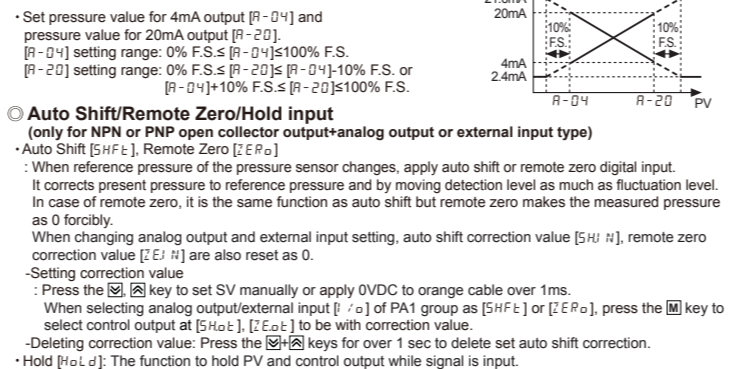 • Set pressure value for 4mA output [A-04] and
pressure value for 20mA output [A-20].
[A-04] setting range: 0% F.S.≤ [A-04]≤100% F.S.
[A-20] setting range: 0% F.S.≤ [A-20]≤ [A-04]-10% F.S. or
[A-04]+10% F.S.≤ [A-20]≤100% F.S.
20mA
10% F.S.
10% F.S.
4mA
2.4mA
A-04 A-20 PV
◎ Auto Shift/Remote Zero/Hold input
(only for NPN or PNP open collector output+analog output or external input type)
• Auto Shift [SHFt], Remote Zero [ZERo]
: When reference pressure of the pressure sensor changes, apply auto shift or remote zero digital input.
It corrects present pressure to reference pressure and by moving detection level as much as fluctuation level.
In case of remote zero, it is the same function as auto shift but remote zero makes the measured pressure
as 0 forcibly.
When changing analog output and external input setting, auto shift correction value [SHI N], remote zero
correction value [ZEI N] are also reset as 0.
-Setting correction value
: Press the , key to set SV manually or apply 0VDC to orange cable over 1ms.
When selecting analog output/external input [I/o] of PA1 group as [SHFt] or [ZERo], press the M key to
select control output at [SHot], [ZEot] to be with correction value.
-Deleting correction value: Press the + keys for over 1 sec to delete set auto shift correction.
• Hold [HoLd]: The function to hold PV and control output while signal is input.